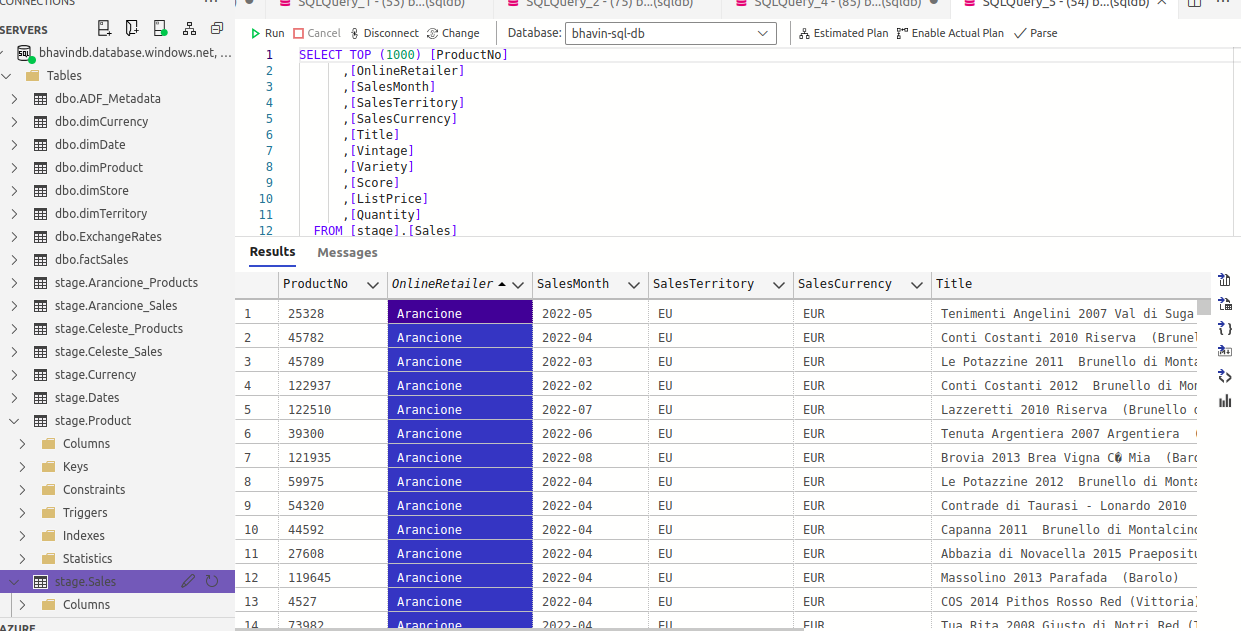 CONNECTIONS
SERVERS
bhavindb.database.windows.net, ...
Tables
dbo.ADF_Metadata
dbo.dimCurrency
dbo.dimDate
dbo.dimProduct
dbo.dimStore
dbo.dimTerritory
dbo.ExchangeRates
dbo.factSales
stage.Arancione_Products
stage.Arancione_Sales
stage.Celeste_Products
stage.Celeste_Sales
stage.Currency
stage.Dates
stage.Product
Columns
Keys
Constraints
Triggers
Indexes
Statistics
stage.Sales
Columns
AZURE
SQLQuery_1 - (53) b...(sqldb) SQLQuery_2 - (75) b...(sqldb) SQLQuery_4 - (85) b...(sqldb) SQLQuery_5 - (54) b...(sqldb)
Run Cancel Disconnect Change Database: bhavin-sql-db Estimated Plan Enable Actual Plan Parse
1 SELECT TOP (1000) [ProductNo]
2 ,[OnlineRetailer]
3 ,[SalesMonth]
4 ,[SalesTerritory]
5 ,[SalesCurrency]
6 ,[Title]
7 ,[Vintage]
8 ,[Variety]
9 ,[Score]
10 ,[ListPrice]
11 ,[Quantity]
12 FROM [stage].[Sales]
Results Messages
ProductNo OnlineRetailer SalesMonth SalesTerritory SalesCurrency Title
1 25328 Arancione 2022-05 EU EUR Tenimenti Angelini 2007 Val di Suga
2 45782 Arancione 2022-04 EU EUR Conti Costanti 2010 Riserva (Brunel
3 45789 Arancione 2022-03 EU EUR Le Potazzine 2011 Brunello di Monta
4 122937 Arancione 2022-02 EU EUR Conti Costanti 2012 Brunello di Mon
5 122510 Arancione 2022-07 EU EUR Lazzeretti 2010 Riserva (Brunello d
6 39300 Arancione 2022-06 EU EUR Tenuta Argentiera 2007 Argentiera (
7 121935 Arancione 2022-08 EU EUR Brovia 2013 Brea Vigna C� Mia (Baro
8 59975 Arancione 2022-04 EU EUR Le Potazzine 2012 Brunello di Monta
9 54320 Arancione 2022-04 EU EUR Contrade di Taurasi - Lonardo 2010
10 44592 Arancione 2022-04 EU EUR Capanna 2011 Brunello di Montalcino
11 27608 Arancione 2022-04 EU EUR Abbazia di Novacella 2015 Praepositu
12 119645 Arancione 2022-04 EU EUR Massolino 2013 Parafada (Barolo)
13 4527 Arancione 2022-04 EU EUR COS 2014 Pithos Rosso Red (Vittoria)
14 73982 Arancione 2022-04 EU EUR Tua Rita 2008 Giusto di Notri Red (T